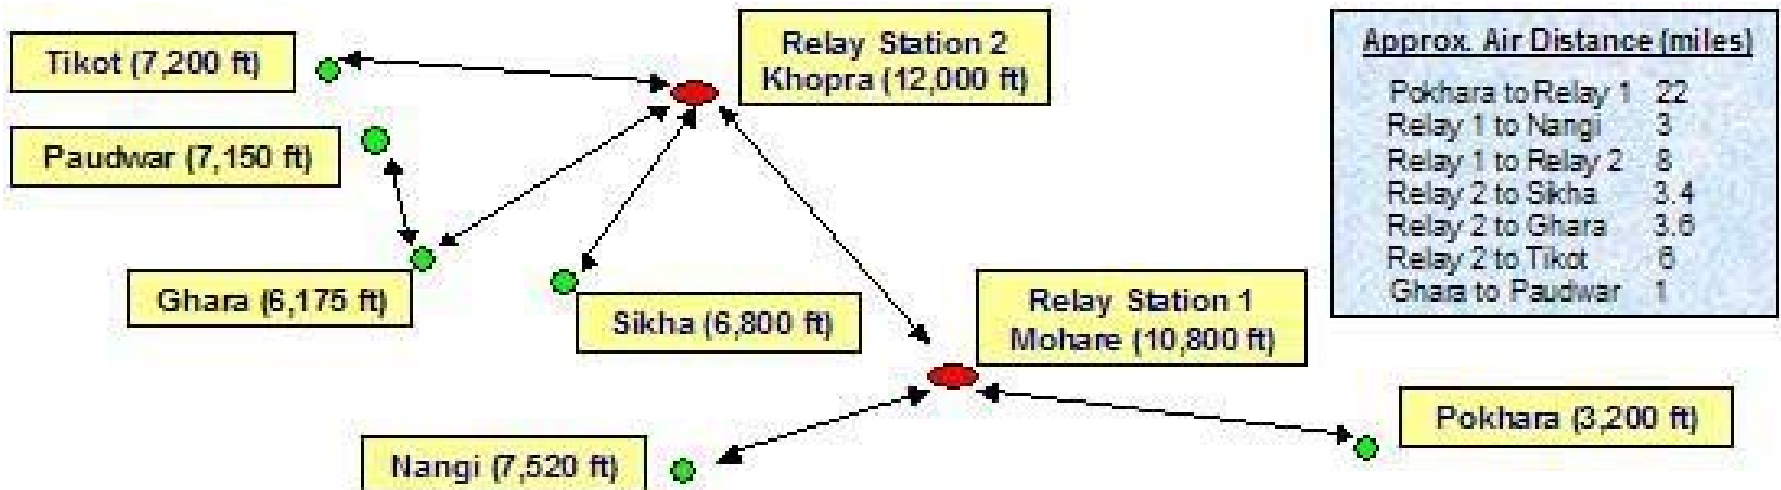 Tikot (7,200 ft)
Relay Station 2
Khopra (12,000 ft)
Paudwar (7,150 ft)
Ghara (6,175 ft)
Sikha (6,800 ft)
Relay Station 1
Mohare (10,800 ft)
Nangi (7,520 ft)
Pokhara (3,200 ft)
Approx. Air Distance (miles)
Pokhara to Relay 1 22
Relay 1 to Nangi 3
Relay 1 to Relay 2 8
Relay 2 to Sikha 3.4
Relay 2 to Ghara 3.6
Relay 2 to Tikot 6
Ghara to Paudwar 1